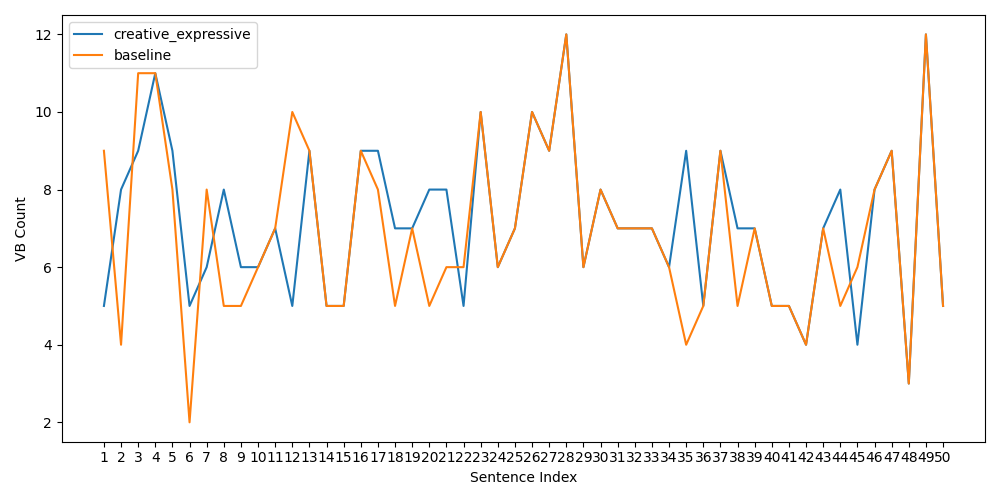 creative_expressive
baseline
12
10
8
6
4
2
VB Count
1 2 3 4 5 6 7 8 9 10 11 12 13 14 15 16 17 18 19 20 21 22 23 24 25 26 27 28 29 30 31 32 33 34 35 36 37 38 39 40 41 42 43 44 45 46 47 48 49 50
Sentence Index